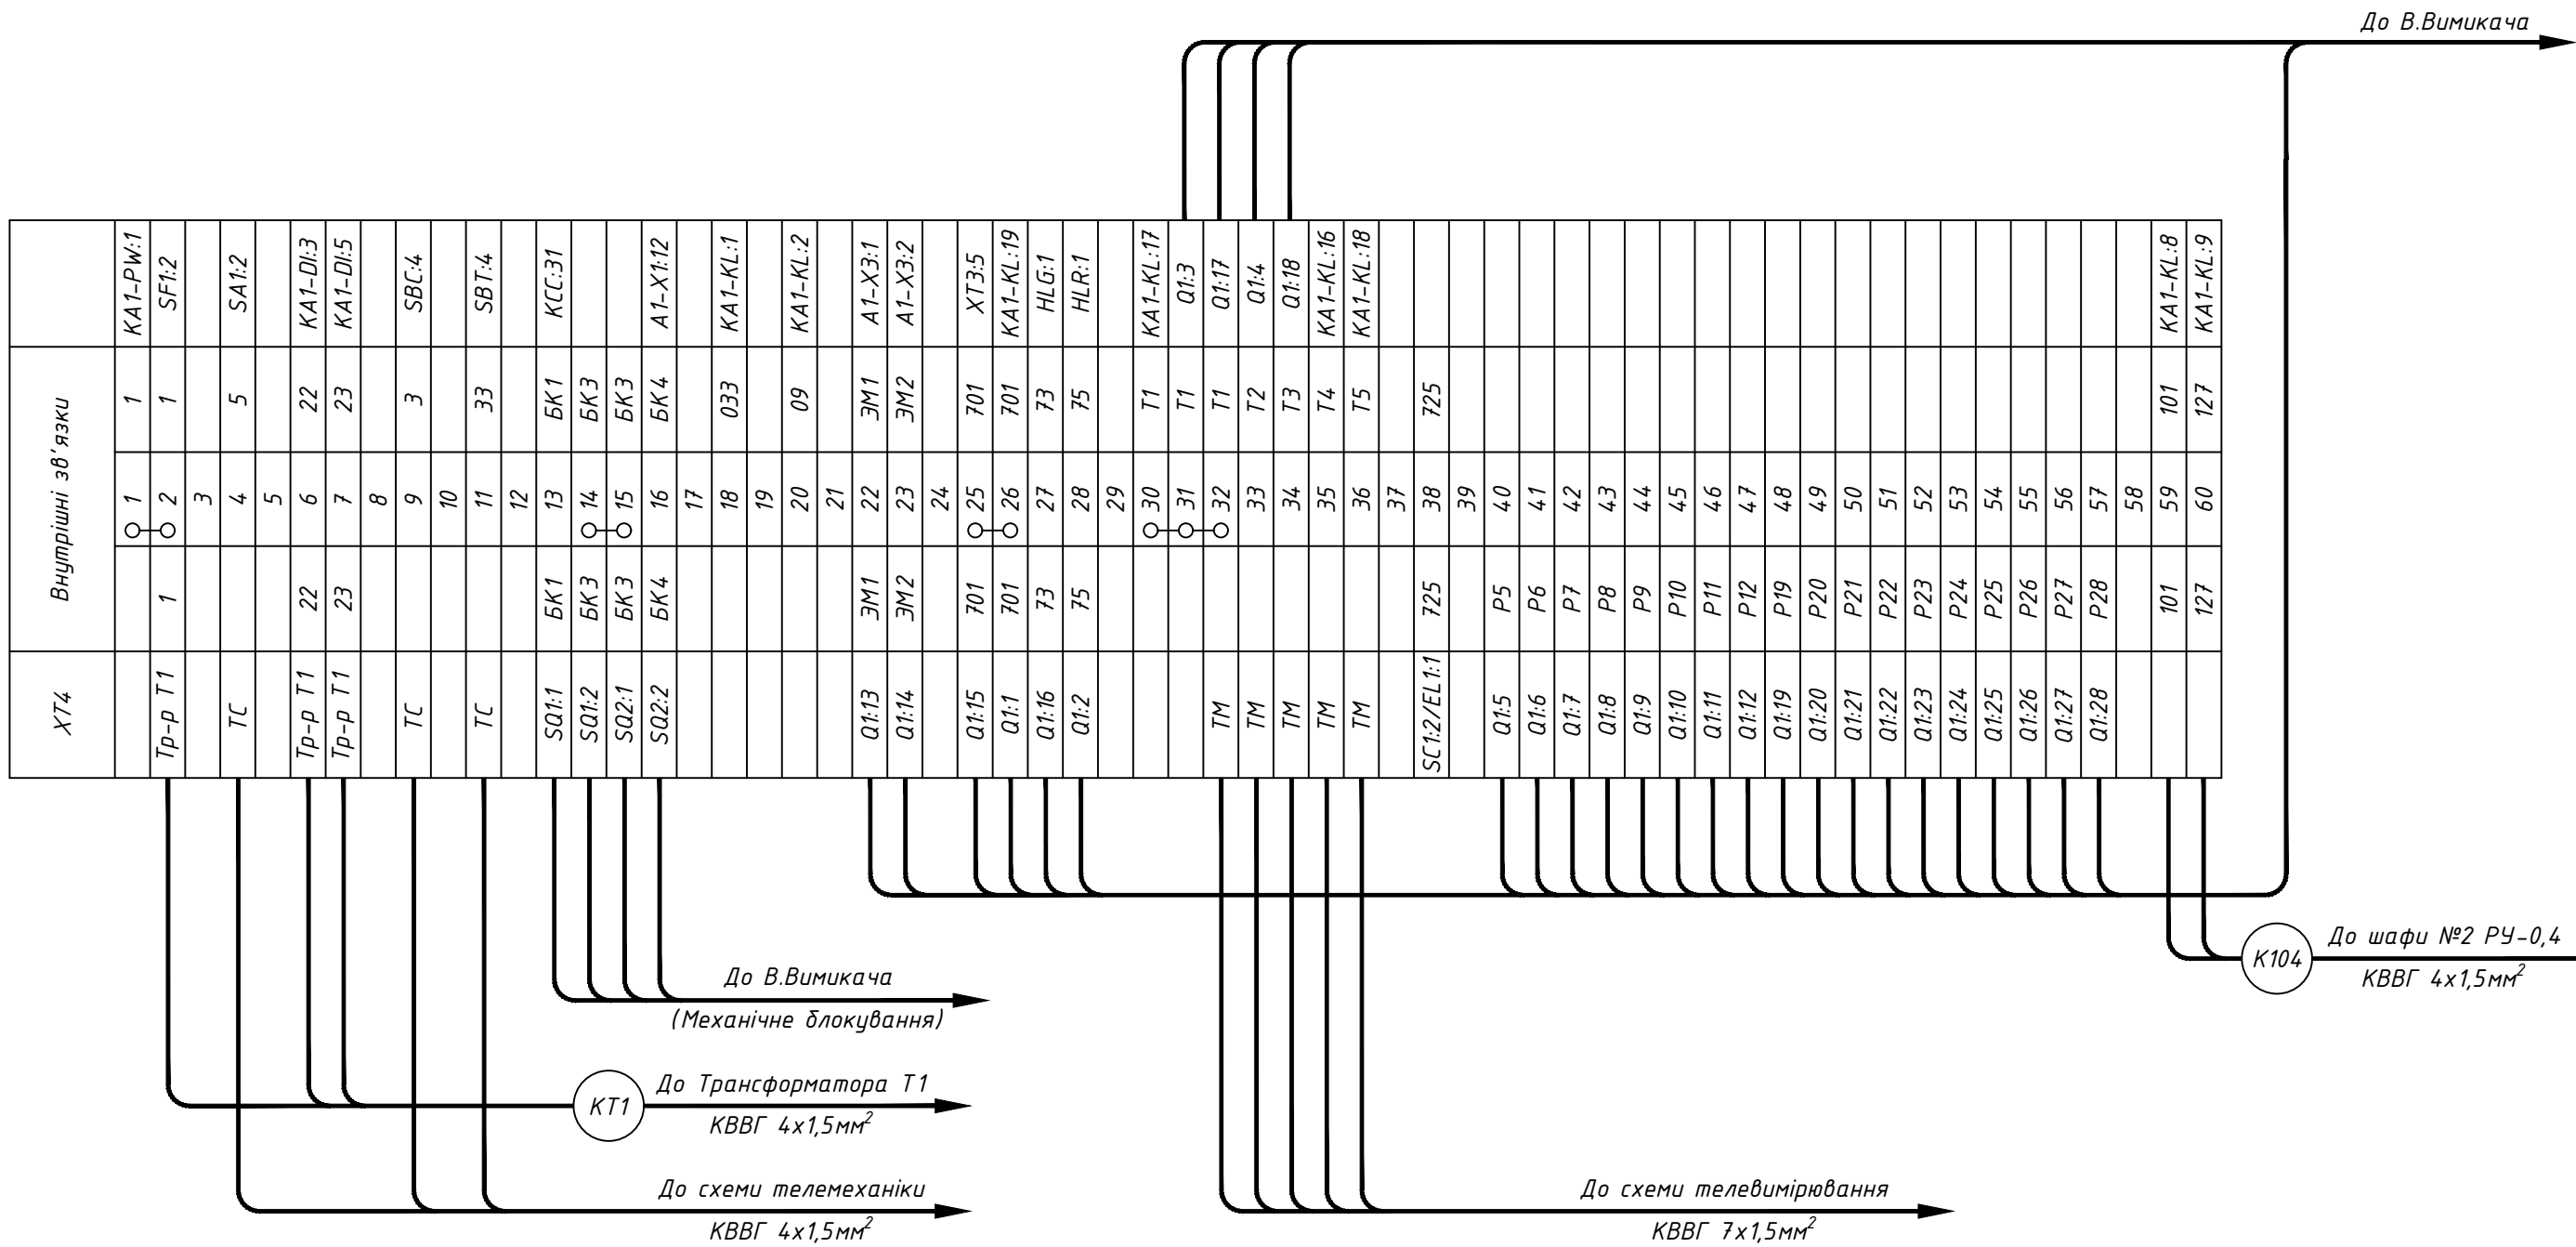 До В.Вимикача
KA1-PW:1 SF1:2 SA1:2 KA1-DI:3 KA1-DI:5 SBC:4 SBT:4 KCC:31 A1-X1:12 KA1-KL:1 KA1-KL:2 A1-X3:1 A1-X3:2 XT3:5 KA1-KL:19 HLG:1 HLR:1 KA1-KL:17 Q1:3 Q1:17 Q1:4 Q1:18 KA1-KL:16 KA1-KL:18 KA1-KL:8 KA1-KL:9
Внутрішні зв'язки
1 1 5 22 23 3 33 БК1 БК3 БК3 БК4 033 09 ЭМ1 ЭМ2 701 701 73 75 T1 T1 T1 T2 T3 T4 T5 725 101 127
1 2 3 4 5 6 7 8 9 10 11 12 13 14 15 16 17 18 19 20 21 22 23 24 25 26 27 28 29 30 31 32 33 34 35 36 37 38 39 40 41 42 43 44 45 46 47 48 49 50 51 52 53 54 55 56 57 58 59 60
1 22 23 БК1 БК3 БК3 БК4 ЭМ1 ЭМ2 701 701 73 75 725 P5 P6 P7 P8 P9 P10 P11 P12 P19 P20 P21 P22 P23 P24 P25 P26 P27 P28 101 127
XT4 Тр-р Т1 ТС Тр-р Т1 Тр-р Т1 ТС ТС SQ1:1 SQ1:2 SQ2:1 SQ2:2 Q1:13 Q1:14 Q1:15 Q1:1 Q1:16 Q1:2 ТМ ТМ ТМ ТМ ТМ SC1:2/EL1:1 Q1:5 Q1:6 Q1:7 Q1:8 Q1:9 Q1:10 Q1:11 Q1:12 Q1:19 Q1:20 Q1:21 Q1:22 Q1:23 Q1:24 Q1:25 Q1:26 Q1:27 Q1:28
К104
До шафи №2 РУ-0,4
КВВГ 4х1,5мм²
До В.Вимикача
(Механічне блокування)
КТ1
До Трансформатора Т1
КВВГ 4х1,5мм²
До схеми телемеханіки
КВВГ 4х1,5мм²
До схеми телевимірювання
КВВГ 7х1,5мм²